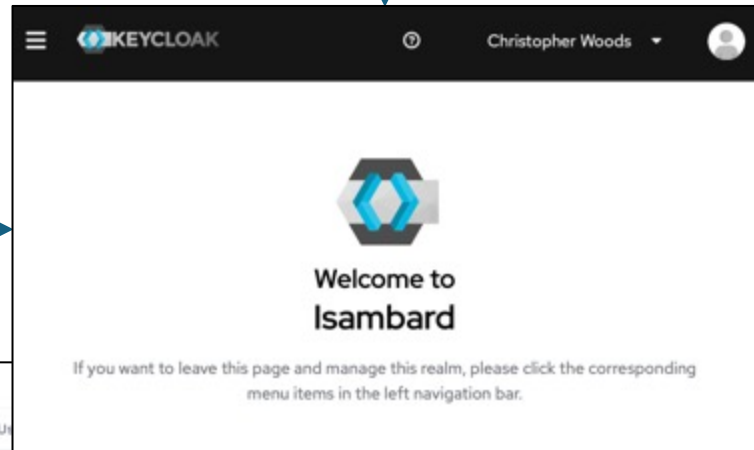 KEYCLOAK
Christopher Woods
Welcome to
Isambard
If you want to leave this page and manage this realm, please click the corresponding
menu items in the left navigation bar.